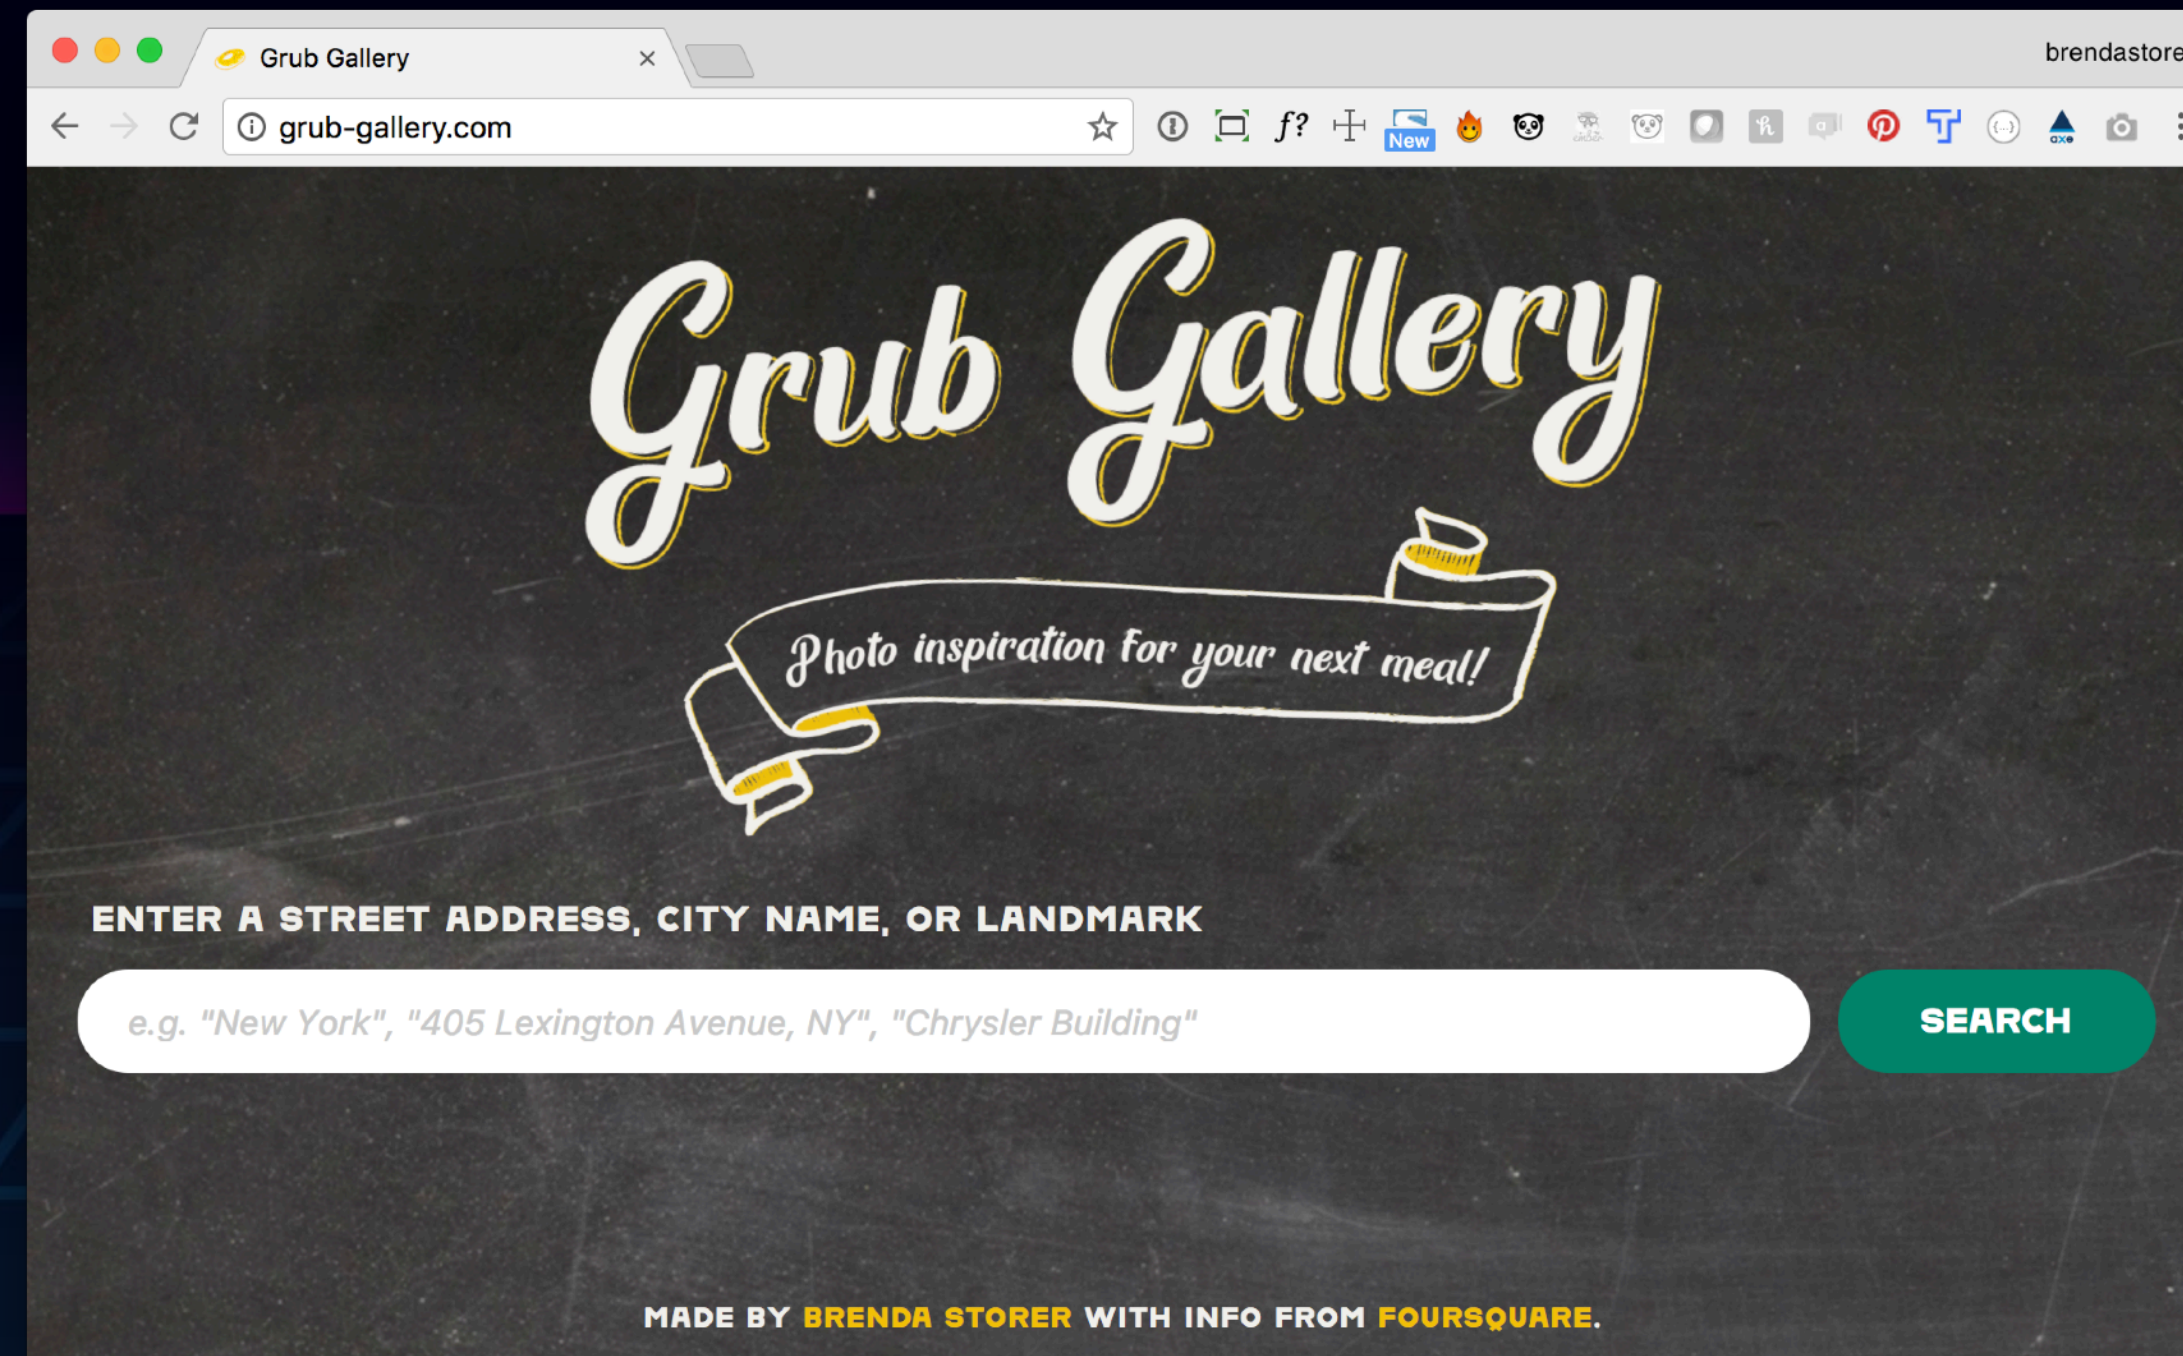 Grub Gallery
brendastore
grub-gallery.com
f?
New
h
a
{...}
axe
Grub Gallery
Photo inspiration for your next meal!
ENTER A STREET ADDRESS, CITY NAME, OR LANDMARK
e.g. "New York", "405 Lexington Avenue, NY", "Chrysler Building"
SEARCH
MADE BY BRENDA STORER WITH INFO FROM FOURSQUARE.